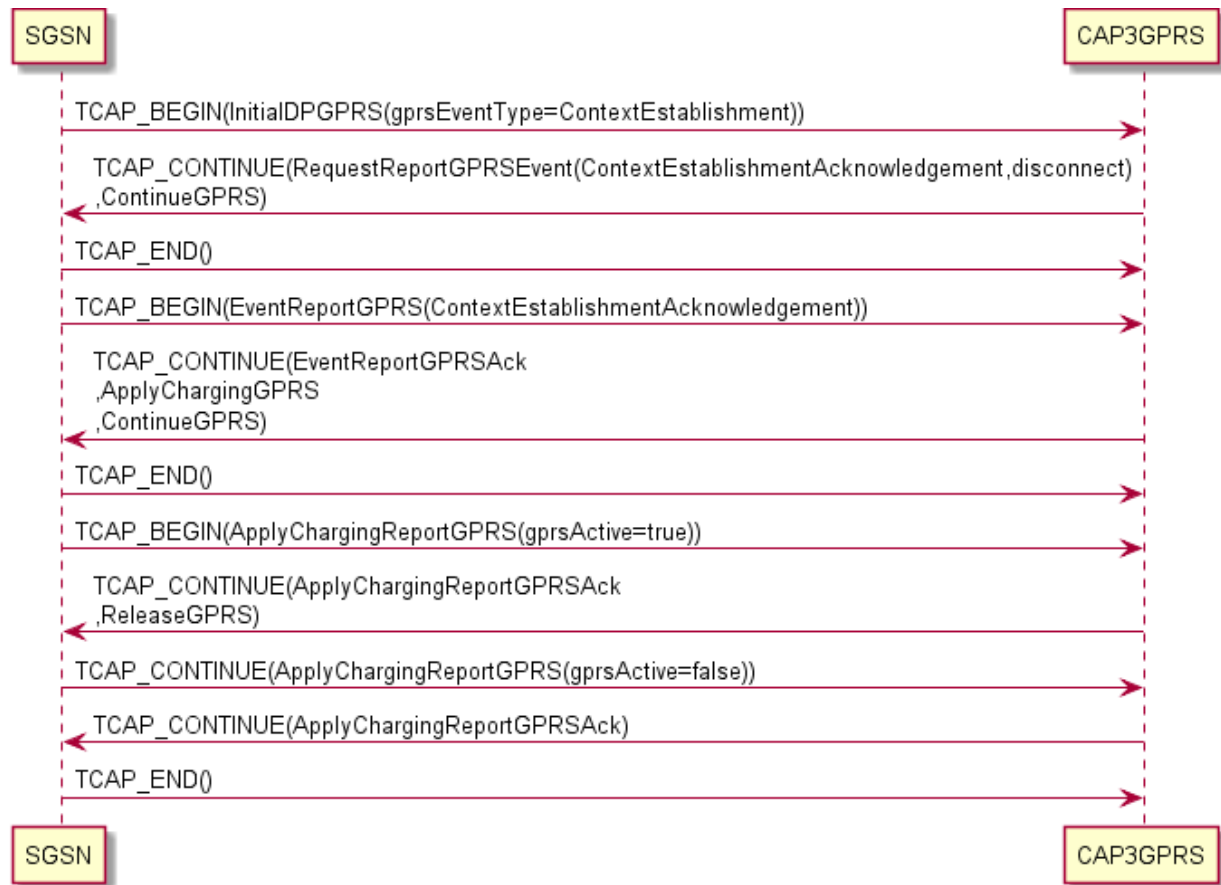 SGSN
CAP3GPRS
TCAP_BEGIN(InitialDPGPRS(gprsEventType=ContextEstablishment))
TCAP_CONTINUE(RequestReportGPRSEvent(ContextEstablishmentAcknowledgement,disconnect)
,ContinueGPRS)
TCAP_END()
TCAP_BEGIN(EventReportGPRS(ContextEstablishmentAcknowledgement))
TCAP_CONTINUE(EventReportGPRSAck
,ApplyChargingGPRS
,ContinueGPRS)
TCAP_END()
TCAP_BEGIN(ApplyChargingReportGPRS(gprsActive=true))
TCAP_CONTINUE(ApplyChargingReportGPRSAck
,ReleaseGPRS)
TCAP_CONTINUE(ApplyChargingReportGPRS(gprsActive=false))
TCAP_CONTINUE(ApplyChargingReportGPRSAck)
TCAP_END()
SGSN
CAP3GPRS